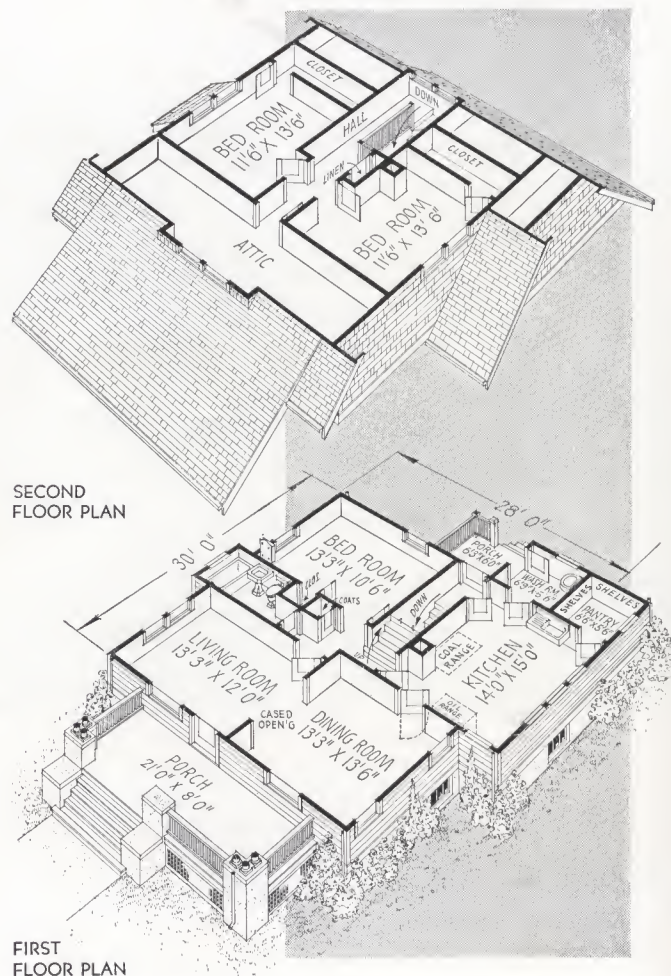 CLOSET
DOWN
HALL
BED ROOM
11'6" X 13'6"
LINEN
CLOSET
BED ROOM
11'6" X 13'6"
ATTIC
SECOND
FLOOR PLAN
30' 0"
28' 0"
BED ROOM
13'3" X 10'6"
PORCH
6'3"X6'0"
WASH RM.
6'9"X5'6"
SHELVES
SHELVES
PANTRY
6'6"X5'6"
CLOS.
COATS
DOWN
COAL
RANGE
KITCHEN
14'0" X 15'0"
LIVING ROOM
13'3" X 12'0"
OIL
RANGE
CASED
OPEN'G
DINING ROOM
13'3" X 13'6"
PORCH
21'0" X 8'0"
FIRST
FLOOR PLAN